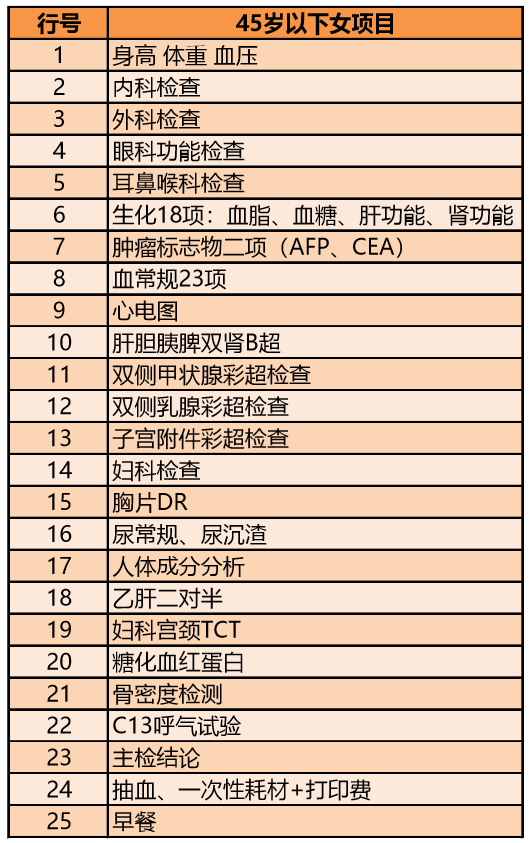 行号 45岁以下女项目
1 身高 体重 血压
2 内科检查
3 外科检查
4 眼科功能检查
5 耳鼻喉科检查
6 生化18项：血脂、血糖、肝功能、肾功能
7 肿瘤标志物二项（AFP、CEA）
8 血常规23项
9 心电图
10 肝胆胰脾双肾B超
11 双侧甲状腺彩超检查
12 双侧乳腺彩超检查
13 子宫附件彩超检查
14 妇科检查
15 胸片DR
16 尿常规、尿沉渣
17 人体成分分析
18 乙肝二对半
19 妇科宫颈TCT
20 糖化血红蛋白
21 骨密度检测
22 C13呼气试验
23 主检结论
24 抽血、一次性耗材+打印费
25 早餐